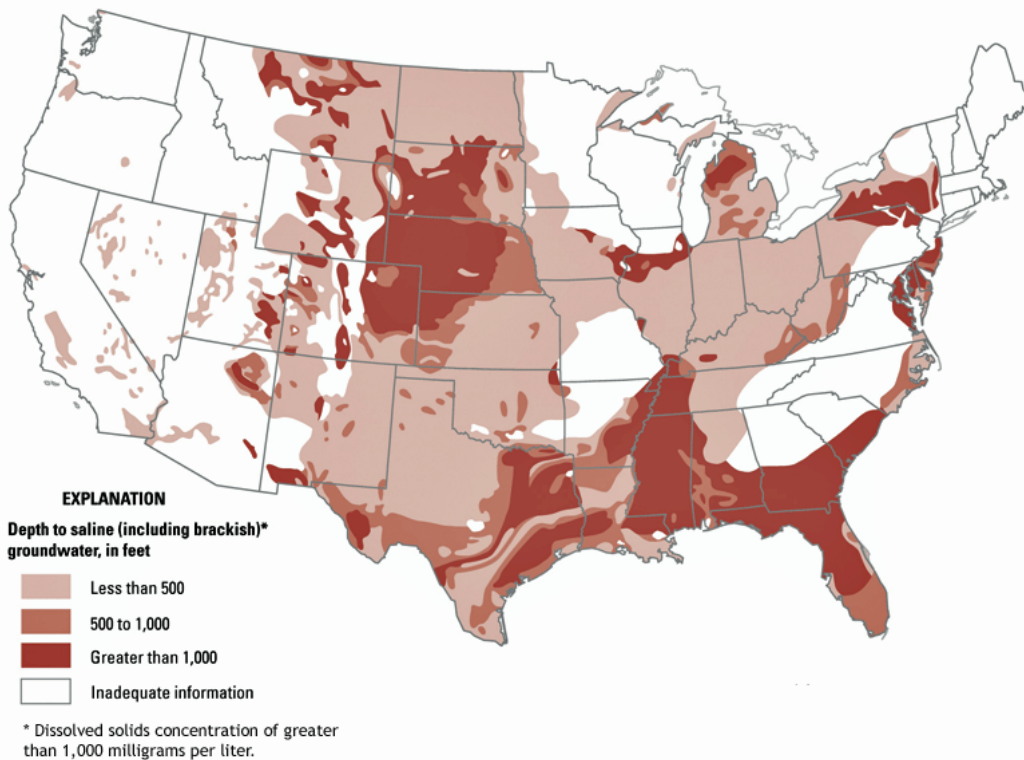 EXPLANATION
Depth to saline (including brackish)*
groundwater, in feet
Less than 500
500 to 1,000
Greater than 1,000
Inadequate information
* Dissolved solids concentration of greater
than 1,000 milligrams per liter.